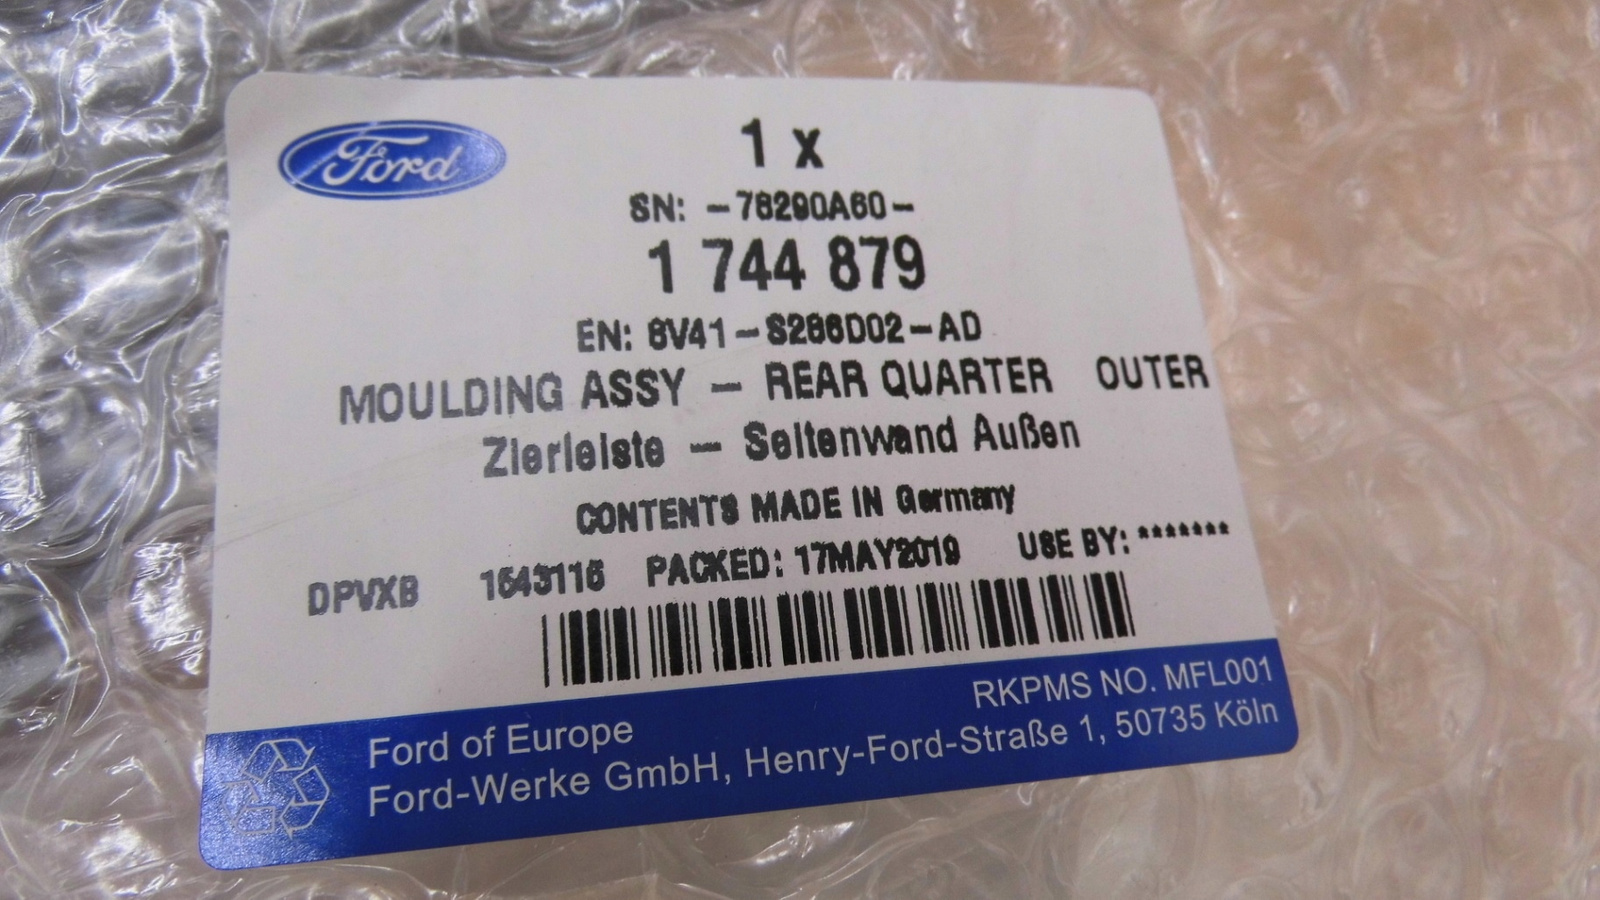 Ford
1 x
SN: -78290A60-
1 744 879
EN: 8V41-S286D02-AD
MOULDING ASSY - REAR QUARTER OUTER
Zierleiste - Seitenwand Außen
CONTENTS MADE IN Germany
DPVXB 1543116 PACKED: 17MAY2019 USE BY: *******
RKPMS NO. MFL001
Ford of Europe
Ford-Werke GmbH, Henry-Ford-Straße 1, 50735 Köln